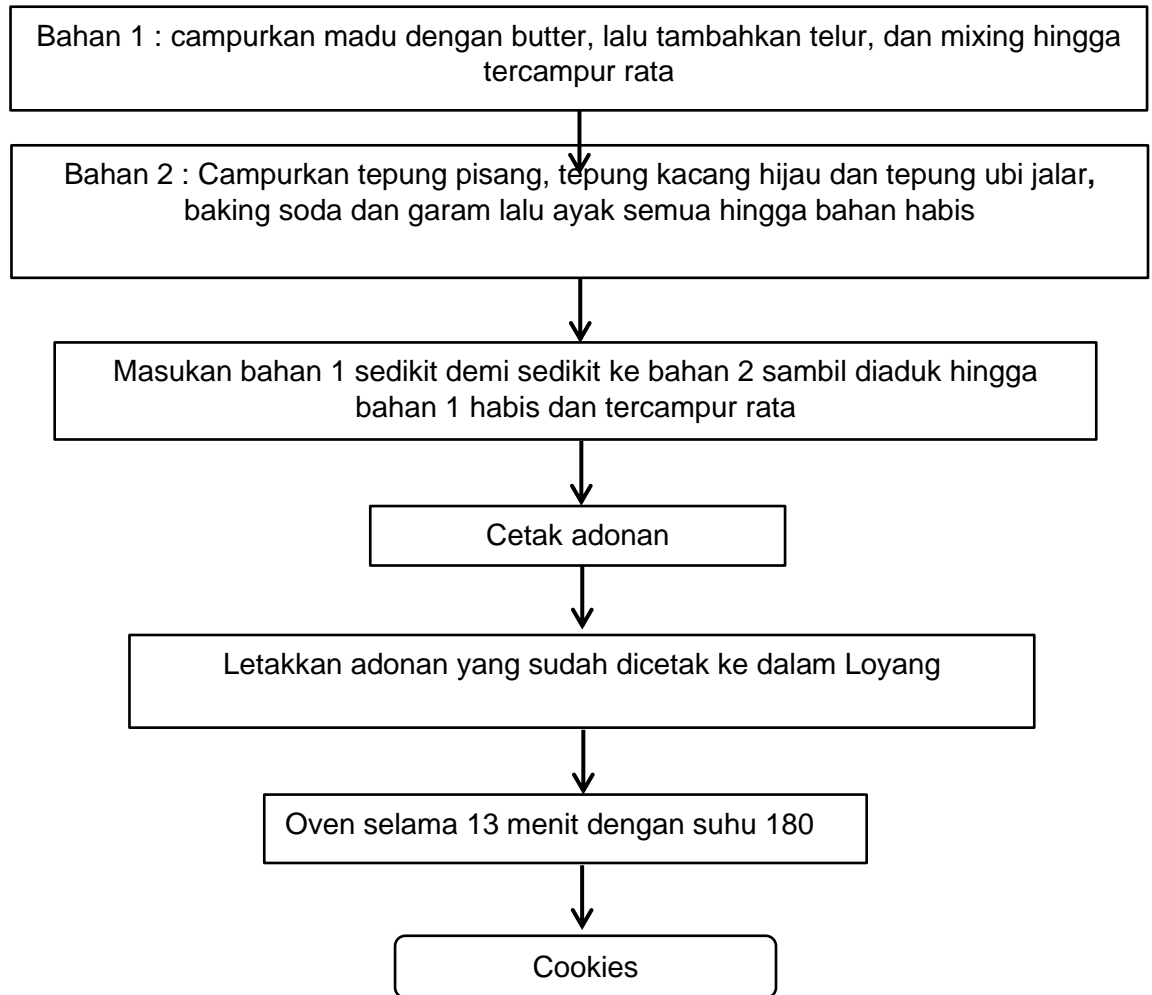 Bahan 1 : campurkan madu dengan butter, lalu tambahkan telur, dan mixing hingga
tercampur rata
Bahan 2 : Campurkan tepung pisang, tepung kacang hijau dan tepung ubi jalar,
baking soda dan garam lalu ayak semua hingga bahan habis
Masukan bahan 1 sedikit demi sedikit ke bahan 2 sambil diaduk hingga
bahan 1 habis dan tercampur rata
Cetak adonan
Letakkan adonan yang sudah dicetak ke dalam Loyang
Oven selama 13 menit dengan suhu 180
Cookies